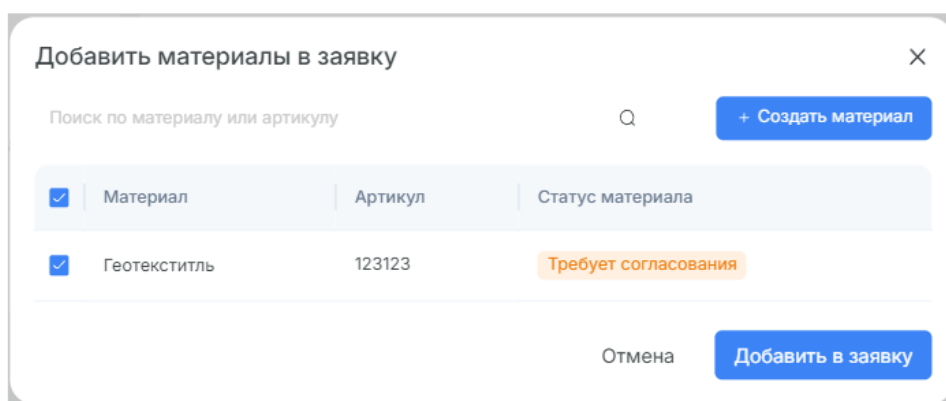 Добавить материалы в заявку
Поиск по материалу или артикулу
+ Создать материал
Материал Артикул Статус материала
Геотекститль 123123 Требует согласования
Отмена Добавить в заявку